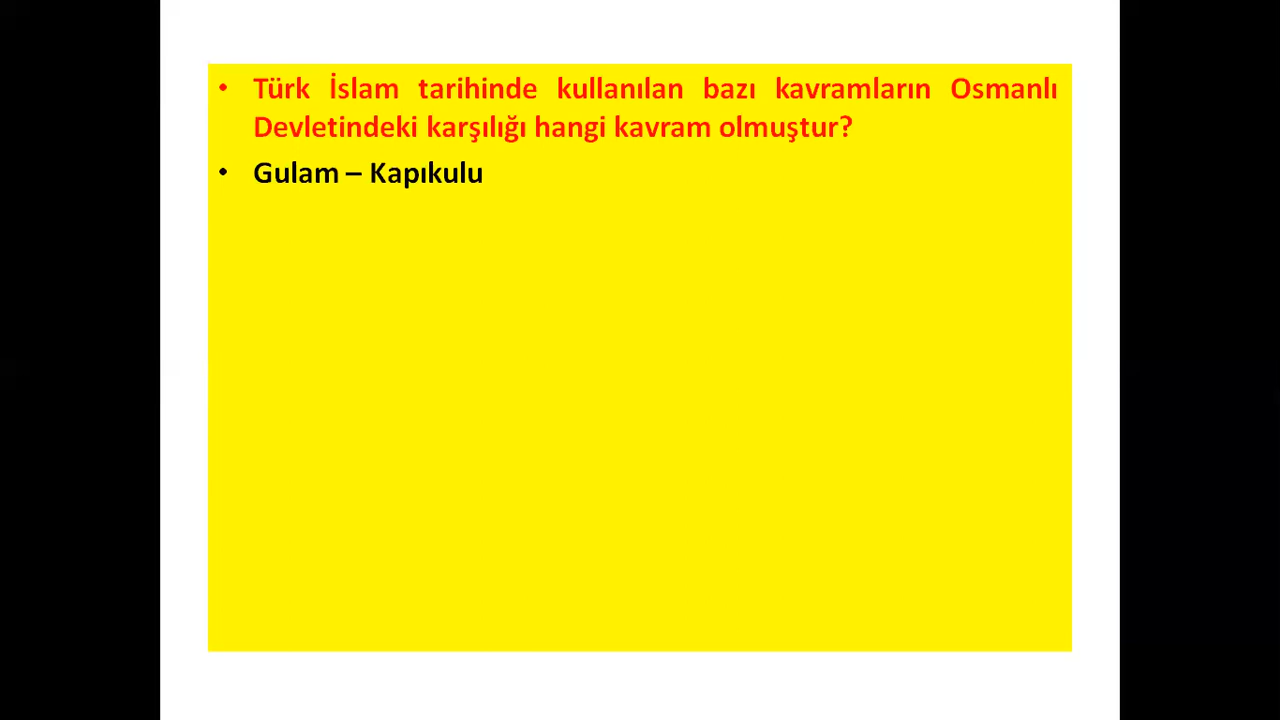 • Türk İslam tarihinde kullanılan bazı kavramların Osmanlı
Devletindeki karşılığı hangi kavram olmuştur?
• Gulam – Kapıkulu